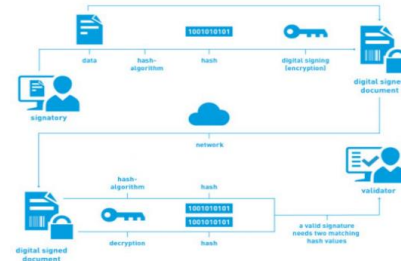 1001010101
data
hash-
algorithm
hash
digital signing
(encryption)
digital signed
document
signatory
network
validator
hash-
algorithm
hash
1001010101
1001010101
decryption
hash
digital signed
document
a valid signature
needs two matching
hash values